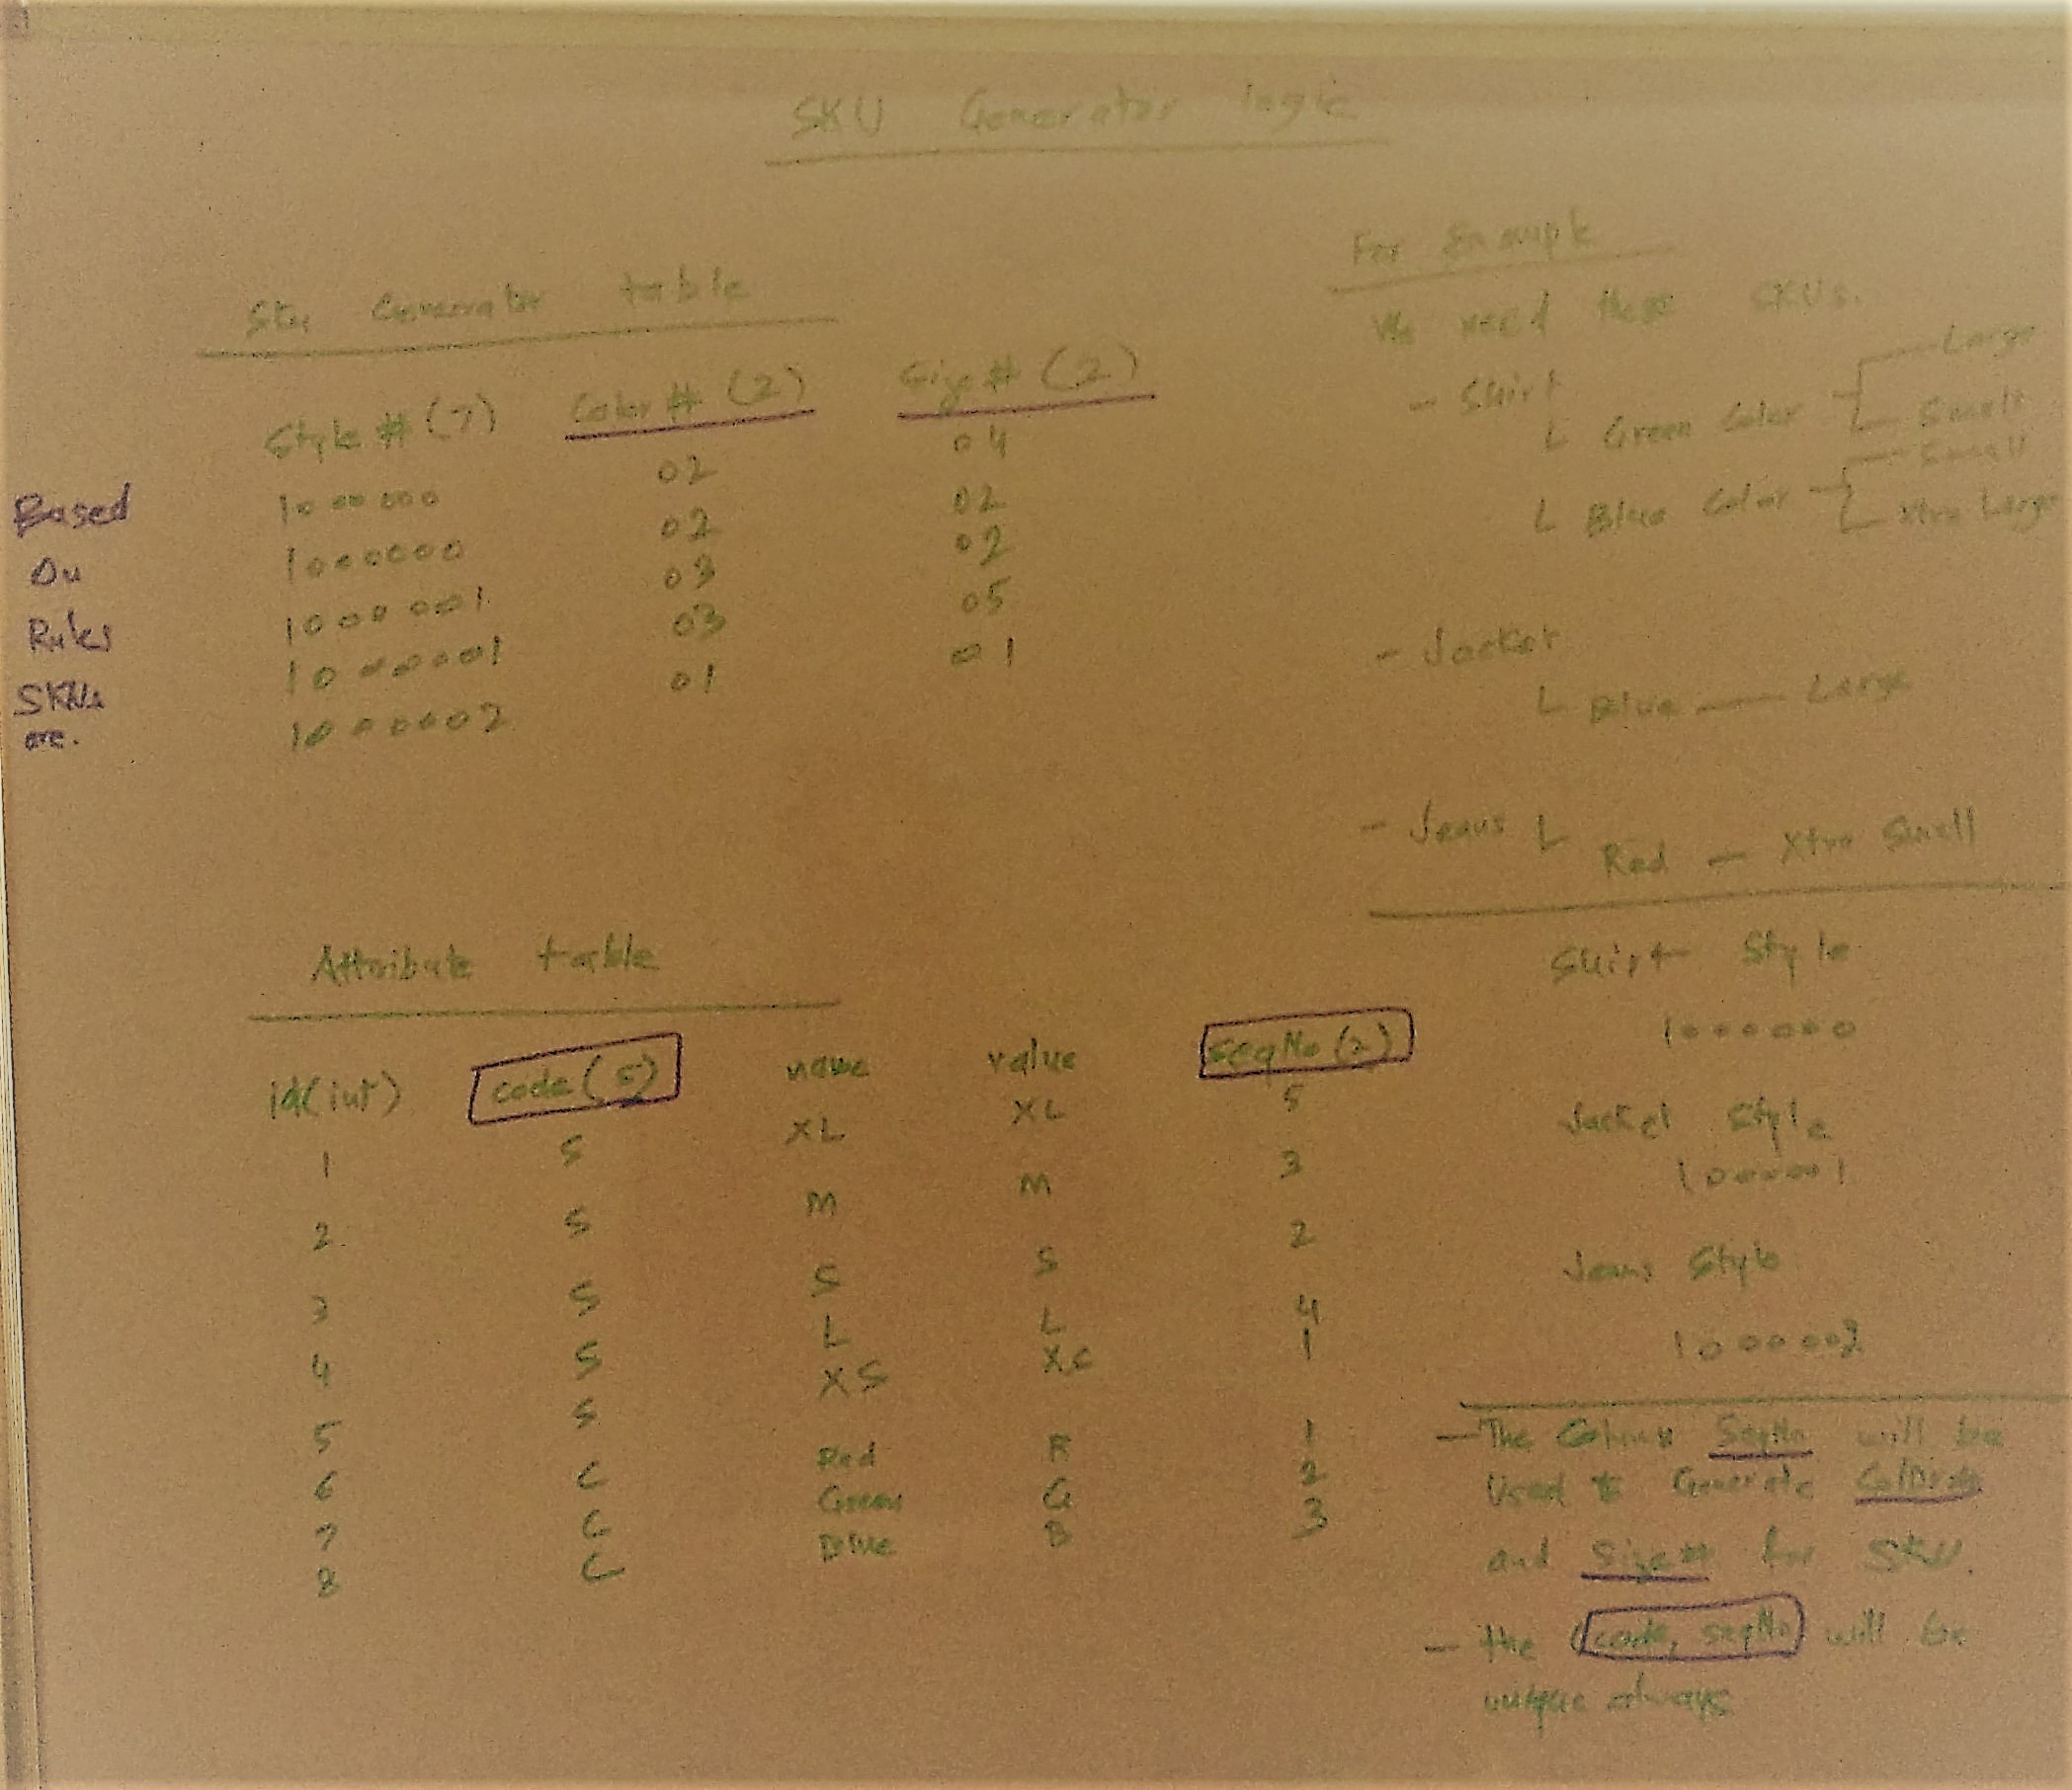 SKU Generator logic
Sku Generator table
Style # (7) Color # (2) Size # (2)
1000000 02 04
1000000 02 02
1000001 03 02
1000001 03 05
1000002 01 01
Based
On
Rules
SKUs
are.
For Example
We need these SKUs.
- Shirt
L Green Color Large
Small
L Blue Color Small
Xtra Large
- Jacket
L Blue — Large
- Jeans L
Red - Xtra Small
Shirt Style
1000000
Jacket Style
1000001
Jeans Style
1000002
Attribute table
id(int) code(5) name value seqNo(2)
1 S XL XL 5
2 S M M 3
3 S S S 2
4 S L L 4
5 S XS XS 1
6 C Red R 1
7 C Green G 2
8 C Blue B 3
- The Column SeqNo will be
Used to Generate Color#
and Size# for SKU.
- the (code, seqNo) will be
unique always